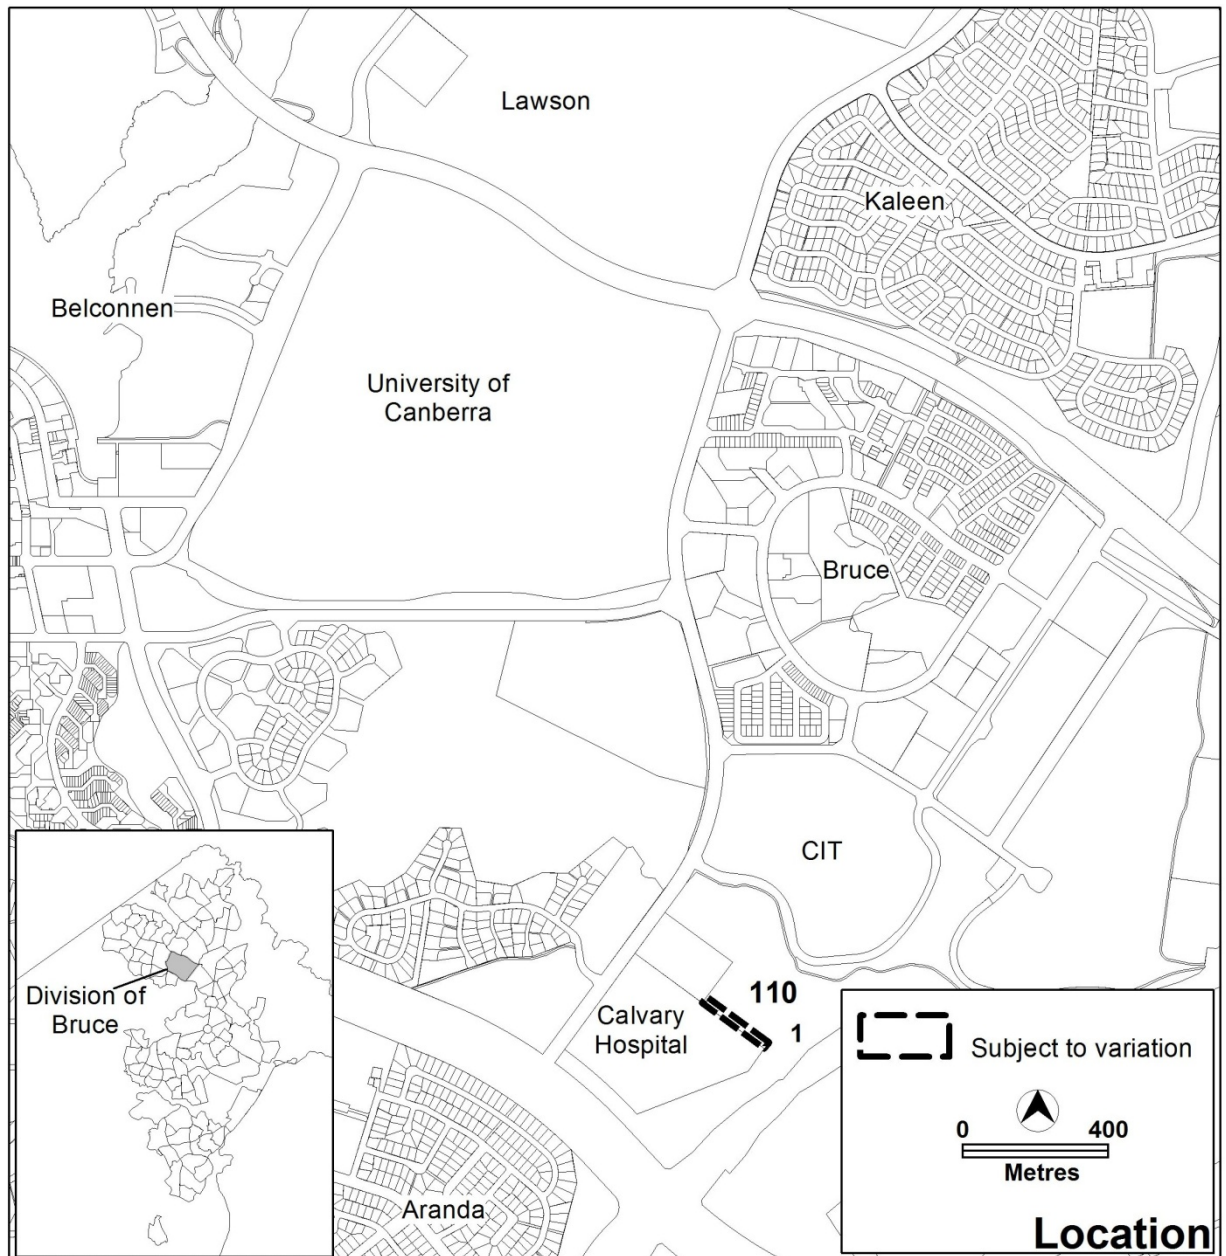 Lawson
Kaleen
Belconnen
University of
Canberra
Bruce
CIT
Division of
Bruce
Calvary
Hospital
110
1
Subject to variation
0 400
Metres
Aranda
Location